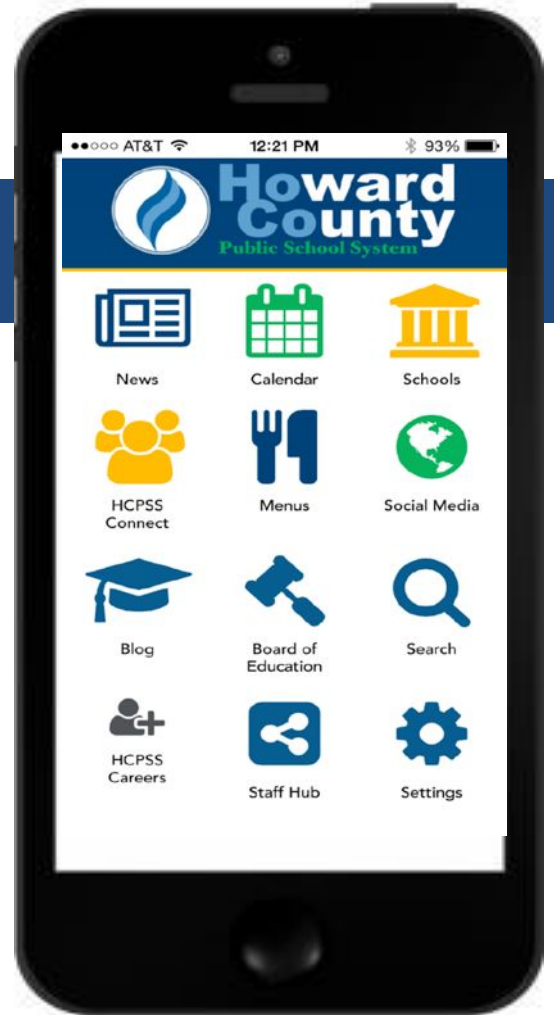 AT&T 12:21 PM 93%
Howard
County
Public School System
News Calendar Schools
HCPSS
Connect
Menus Social Media
Blog
Board of
Education
Search
HCPSS
Careers
Staff Hub Settings